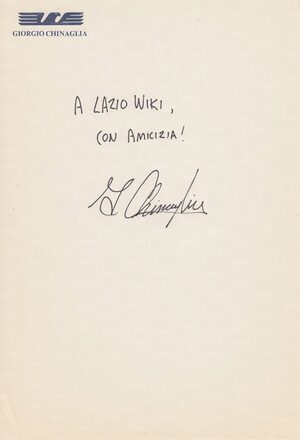 GIORGIO CHINAGLIA
A LAZIO WIKI,
CON AMICIZIA!
G Chinaglia